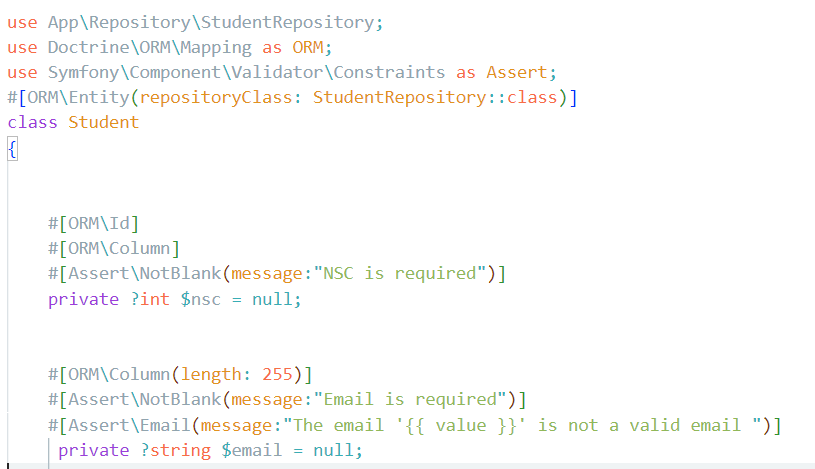 use App\Repository\StudentRepository;
use Doctrine\ORM\Mapping as ORM;
use Symfony\Component\Validator\Constraints as Assert;
#[ORM\Entity(repositoryClass: StudentRepository::class)]
class Student
{
#[ORM\Id]
#[ORM\Column]
#[Assert\NotBlank(message:"NSC is required")]
private ?int $nsc = null;
#[ORM\Column(length: 255)]
#[Assert\NotBlank(message:"Email is required")]
#[Assert\Email(message:"The email '{{ value }}' is not a valid email ")]
private ?string $email = null;